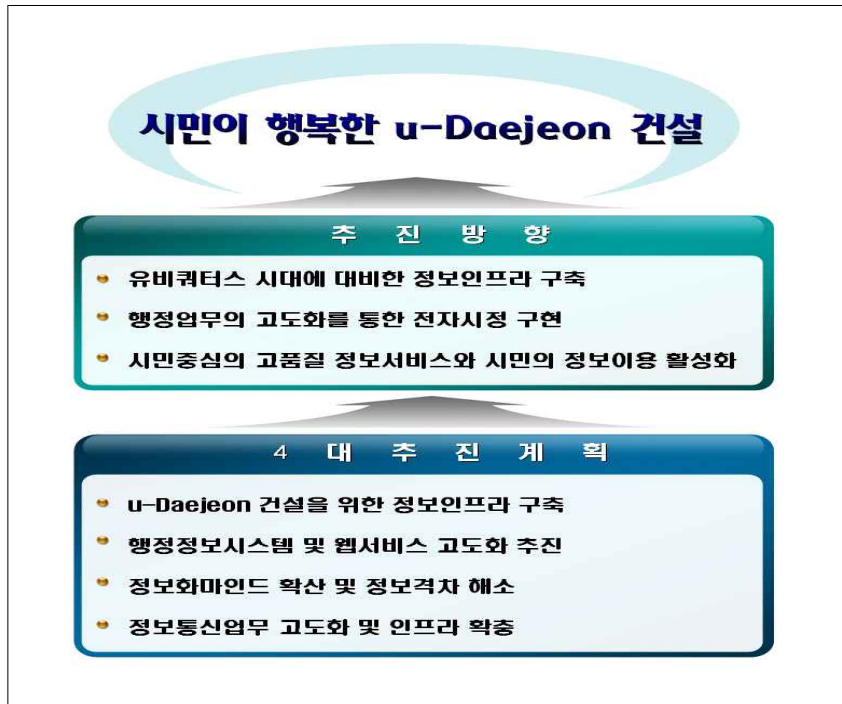 시민이 행복한 u-Daejeon 건설
추 진 방 향
유비쿼터스 시대에 대비한 정보인프라 구축
행정업무의 고도화를 통한 전자시정 구현
시민중심의 고품질 정보서비스와 시민의 정보이용 활성화
4 대 추 진 계 획
u-Daejeon 건설을 위한 정보인프라 구축
행정정보시스템 및 웹서비스 고도화 추진
정보화마인드 확산 및 정보격차 해소
정보통신업무 고도화 및 인프라 확충